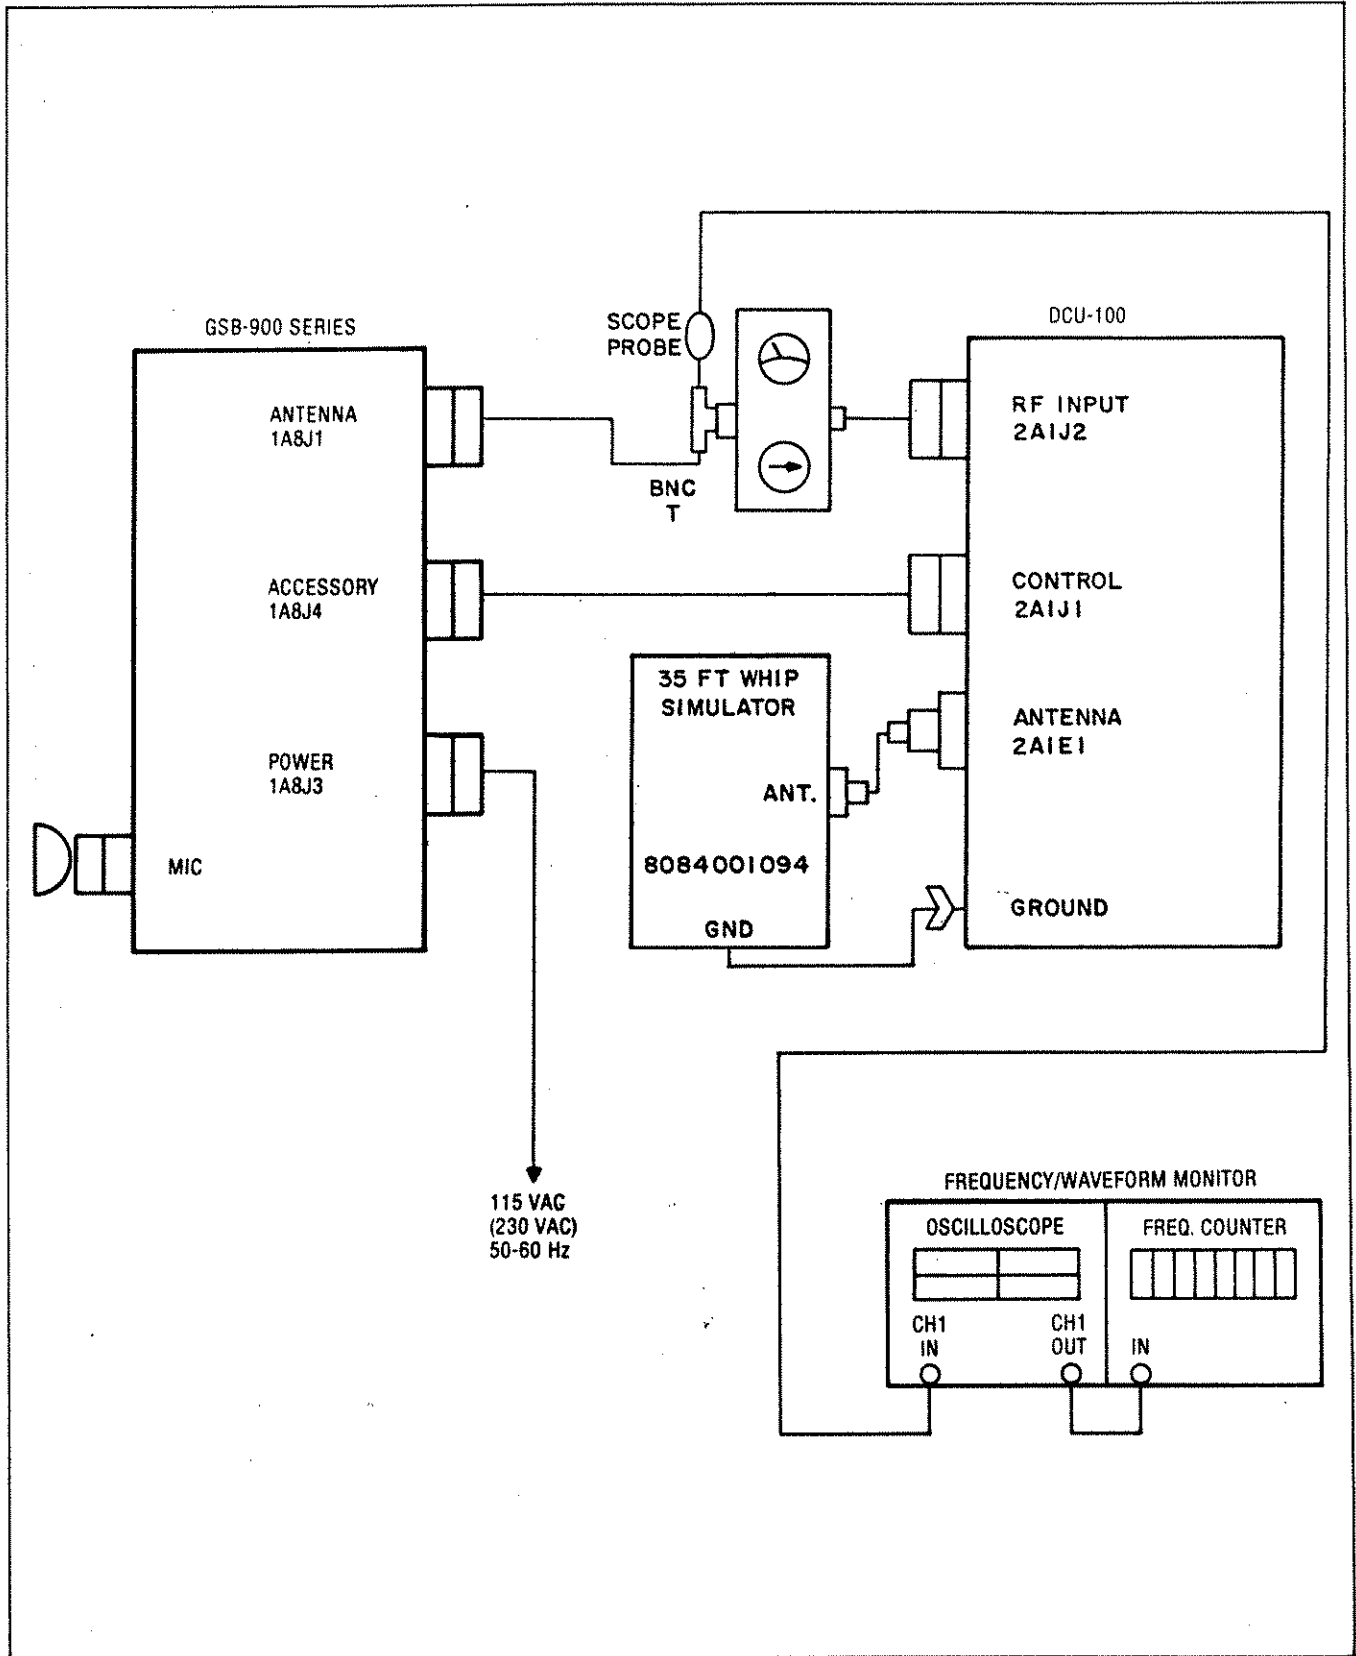 GSB-900 SERIES
ANTENNA
1A8J1
ACCESSORY
1A8J4
POWER
1A8J3
MIC
115 VAC
(230 VAC)
50-60 Hz
SCOPE
PROBE
BNC
T
DCU-100
RF INPUT
2A1J2
CONTROL
2A1J1
ANTENNA
2A1E1
GROUND
35 FT WHIP
SIMULATOR
ANT.
8084001094
GND
FREQUENCY/WAVEFORM MONITOR
OSCILLOSCOPE
FREQ. COUNTER
CH1
IN
CH1
OUT
IN